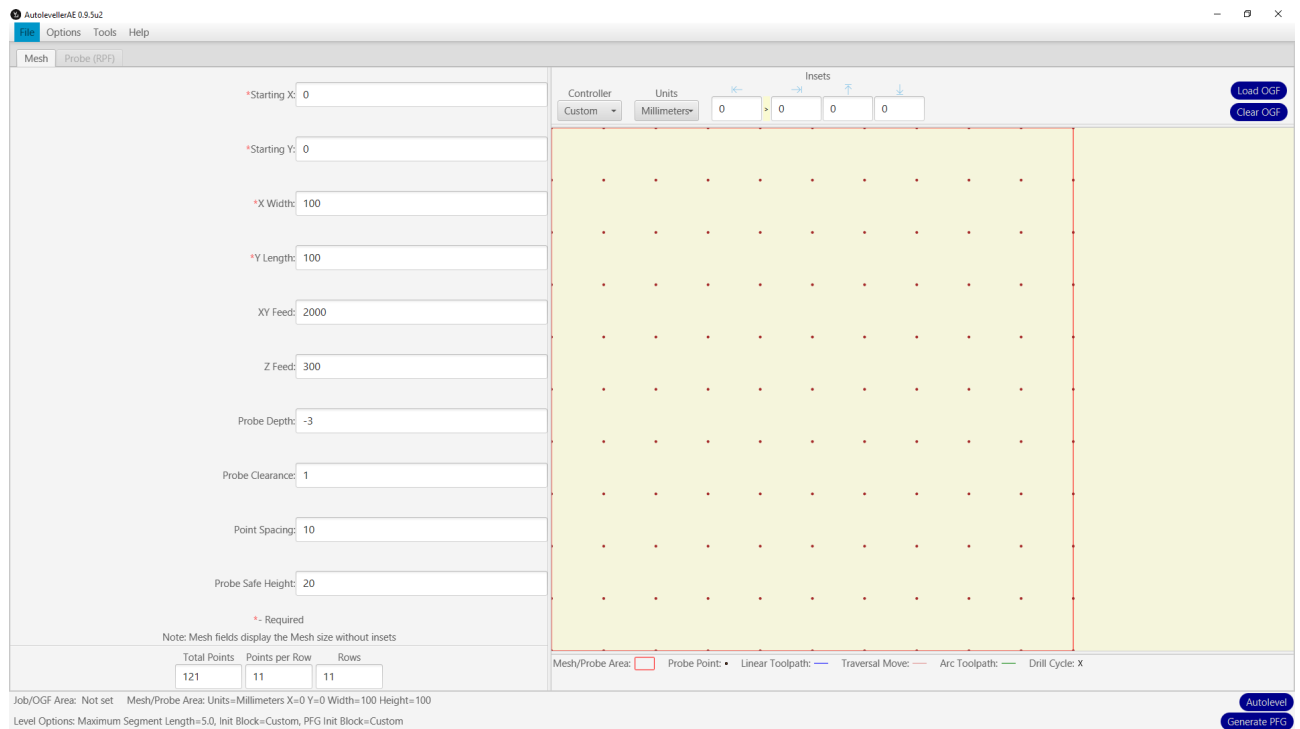 AutolevellerAE 0.9.5u2
File Options Tools Help
Mesh Probe (RPF)
*Starting X: 0
*Starting Y: 0
*X Width: 100
*Y Length: 100
XY Feed: 2000
Z Feed: 300
Probe Depth: -3
Probe Clearance: 1
Point Spacing: 10
Probe Safe Height: 20
*- Required
Note: Mesh fields display the Mesh size without insets
Total Points Points per Row Rows
121 11 11
Insets
Controller Units
Custom Millimeters 0 > 0 0 0
Load OGF
Clear OGF
Mesh/Probe Area: Probe Point: Linear Toolpath: Traversal Move: Arc Toolpath: Drill Cycle: X
Job/OGF Area: Not set Mesh/Probe Area: Units=Millimeters X=0 Y=0 Width=100 Height=100
Autolevel
Level Options: Maximum Segment Length=5.0, Init Block=Custom, PFG Init Block=Custom
Generate PFG